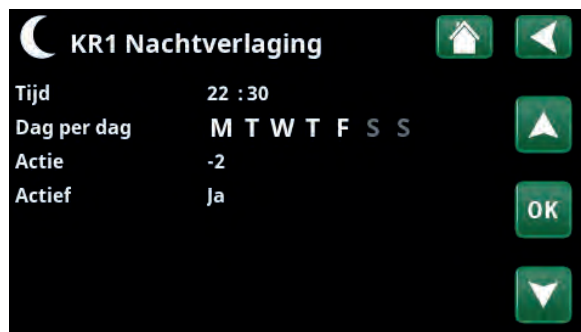 KR1 Nachtverlaging
Tijd 22 :30
Dag per dag M T W T F S S
Actie -2
Actief Ja
OK